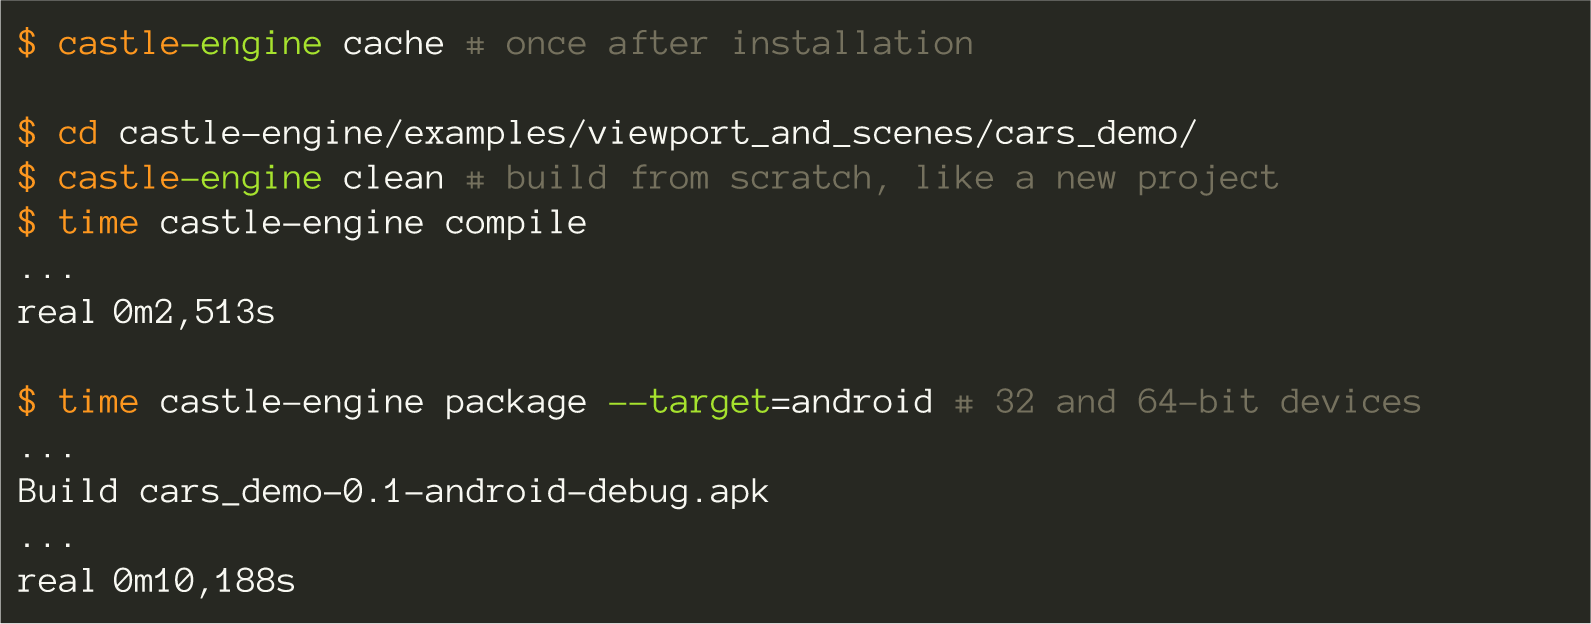 $ castle-engine cache # once after installation
$ cd castle-engine/examples/viewport_and_scenes/cars_demo/
$ castle-engine clean # build from scratch, like a new project
$ time castle-engine compile
...
real 0m2,513s
$ time castle-engine package --target=android # 32 and 64-bit devices
...
Build cars_demo-0.1-android-debug.apk
...
real 0m10,188s